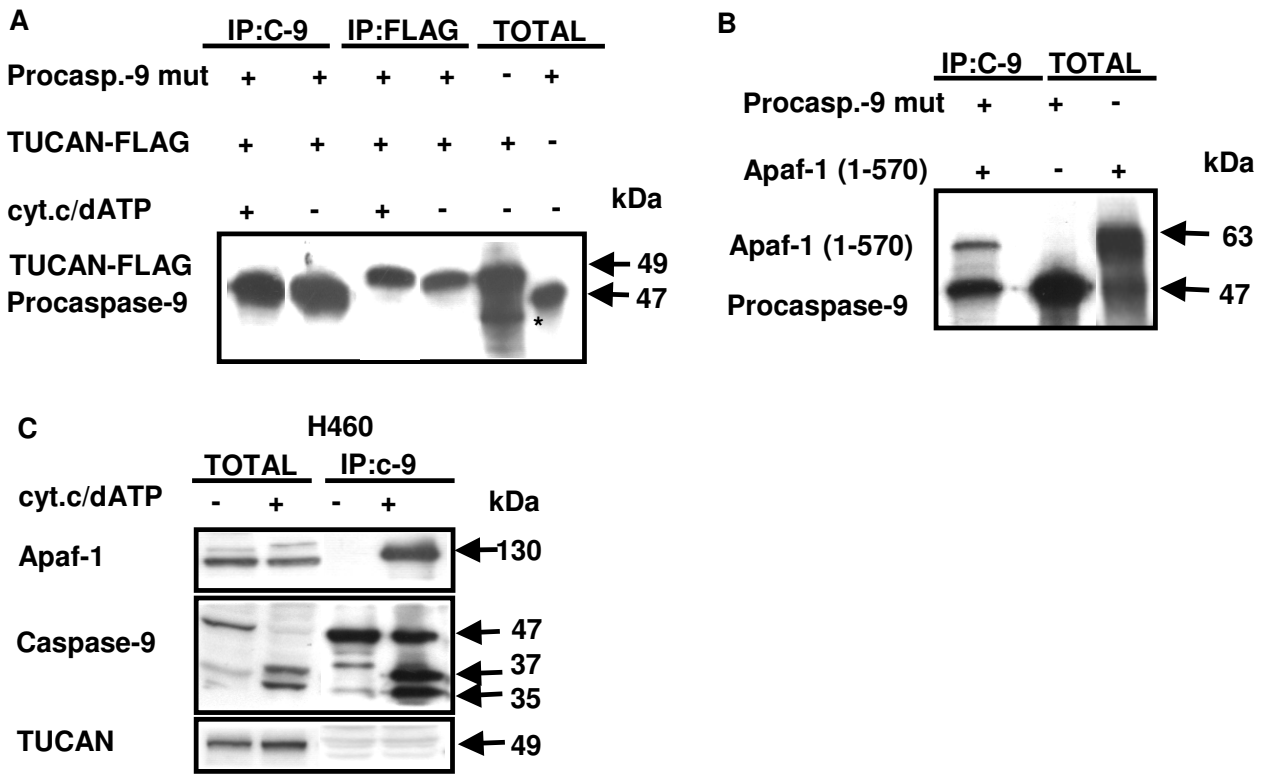 A
IP:C-9 IP:FLAG TOTAL
Procasp.-9 mut + + + + - +
TUCAN-FLAG + + + + + -
cyt.c/dATP + - + - - - kDa
TUCAN-FLAG 49
Procaspase-9 47
*
B
IP:C-9 TOTAL
Procasp.-9 mut + + -
Apaf-1 (1-570) + - + kDa
Apaf-1 (1-570) 63
Procaspase-9 47
C H460
TOTAL IP:c-9
cyt.c/dATP - + - + kDa
Apaf-1 130
Caspase-9 47
37
35
TUCAN 49